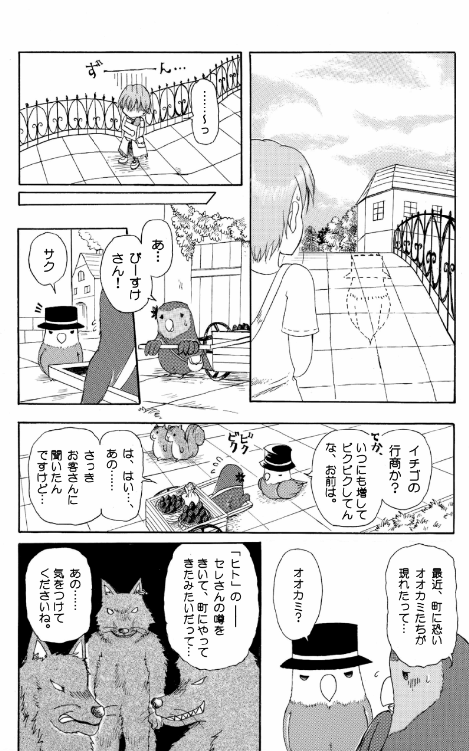 ずーーん…
………っ
あ…
びーすけ
さん！
サク
イチゴの
行商か？
てか、
いつにも増して
ビクビクしてん
な、お前は。
ビク
ビク
は、はい…、
あの……
さっき
お客さんに
聞いたん
ですけど…
最近、町に恐い
オオカミたちが
現れたって…
オオカミ？
「ヒト」の――
セレさんの噂を
きいて、町にやって
きたみたいだって…
あの……
気をつけて
くださいね。